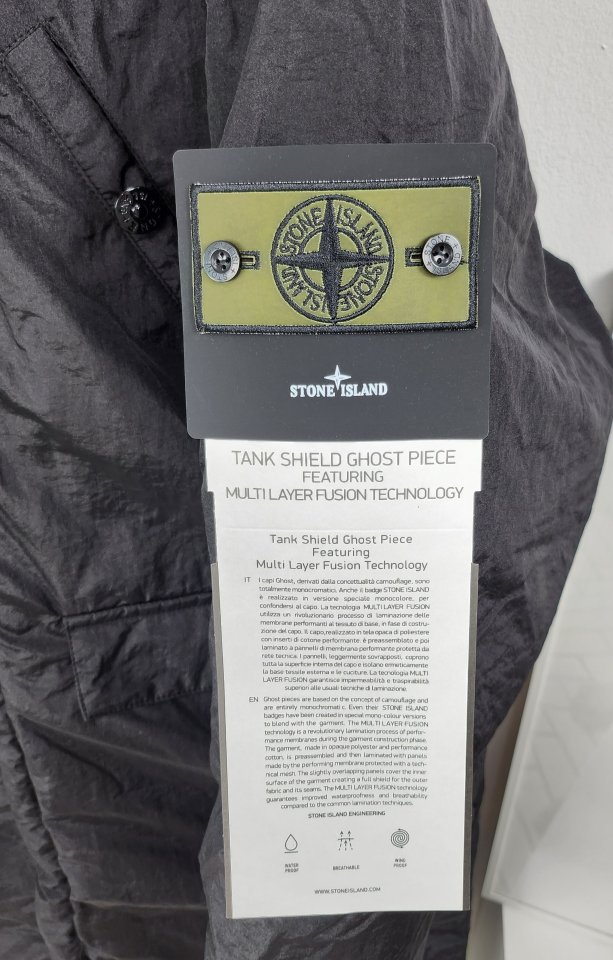 STONE ISLAND
STONE ISLAND
STONE ISLAND
TANK SHIELD GHOST PIECE
FEATURING
MULTI LAYER FUSION TECHNOLOGY
Tank Shield Ghost Piece
Featuring
Multi Layer Fusion Technology
IT I capi Ghost, derivati dalla concettualità camouflage, sono
totalmente monocromatici. Anche il badge STONE ISLAND
è realizzato in versione speciale monocolore, per
confondersi al capo. La tecnologia MULTI LAYER FUSION
utilizza un rivoluzionario processo di laminazione delle
membrane performanti al tessuto di base, in fase di costru-
zione del capo. Il capo, realizzato in tela opaca di poliestere
con inserti di cotone performante, è preassemblato e poi
laminato a pannelli di membrana performante protetta da
rete tecnica. I pannelli, leggermente sovrapposti, coprono
tutta la superficie interna del capo e isolano ermeticamente
la base tessile esterna e le cuciture. La tecnologia MULTI
LAYER FUSION garantisce impermeabilità e traspirabilità
superiori alle usuali tecniche di laminazione.
EN Ghost pieces are based on the concept of camouflage and
are entirely monochromatic. Even their STONE ISLAND
badges have been created in special mono-colour versions
to blend with the garment. The MULTI LAYER FUSION
technology is a revolutionary lamination process of perfor-
mance membranes during the garment construction phase.
The garment, made in opaque polyester and performance
cotton, is preassembled and then laminated with panels
made by the performing membrane protected with a tech-
nical mesh. The slightly overlapping panels cover the inner
surface of the garment creating a full shield for the outer
fabric and its seams. The MULTI LAYER FUSION technology
guarantees improved waterproofness and breathability
compared to the common lamination techniques.
STONE ISLAND ENGINEERING
WATER
PROOF
BREATHABLE
WIND
PROOF
WWW.STONEISLAND.COM